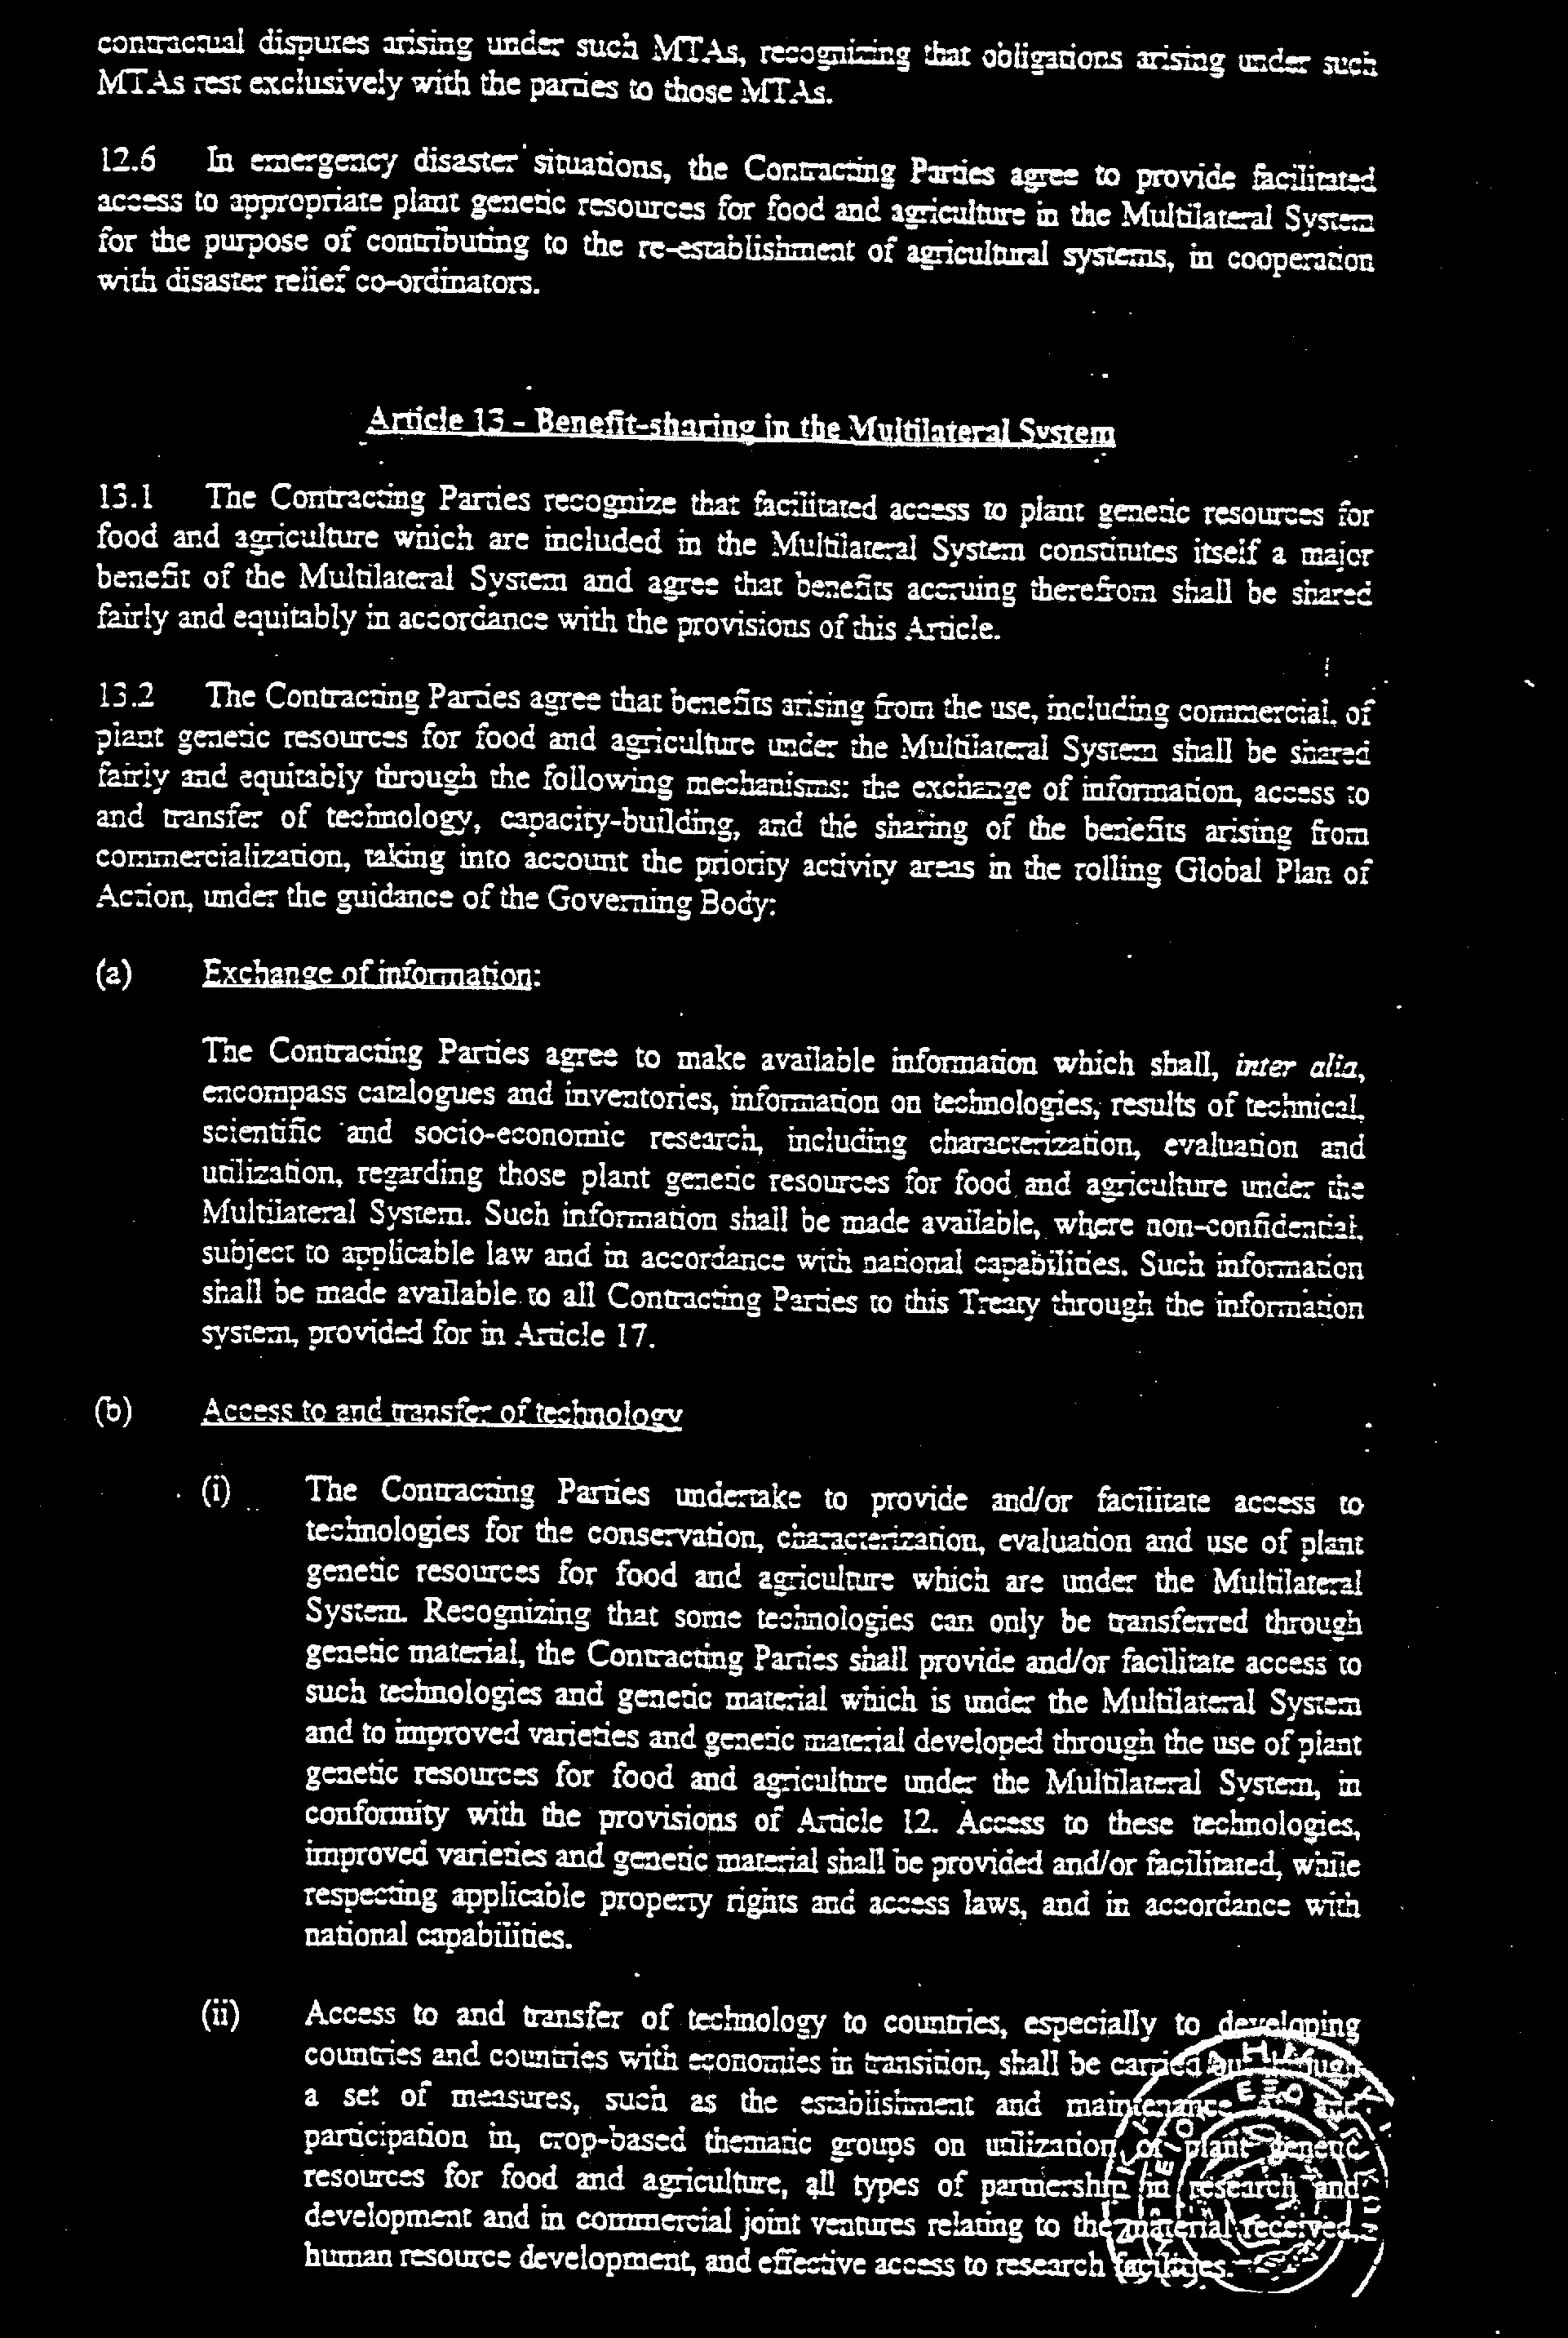 contractual disputes arising under such MTAs, recognizing that obligations arising under such
MTAs rest exclusively with the parties to those MTAs.
12.6 In emergency disaster situations, the Contracting Parties agree to provide facilitated
access to appropriate plant genetic resources for food and agriculture in the Multilateral System
for the purpose of contributing to the re-establishment of agricultural systems, in cooperation
with disaster relief co-ordinators.
Article 13 - Benefit-sharing in the Multilateral System
13.1 The Contracting Parties recognize that facilitated access to plant genetic resources for
food and agriculture which are included in the Multilateral System constitutes itself a major
benefit of the Multilateral System and agree that benefits accruing therefrom shall be shared
fairly and equitably in accordance with the provisions of this Article.
13.2 The Contracting Parties agree that benefits arising from the use, including commercial, of
plant genetic resources for food and agriculture under the Multilateral System shall be shared
fairly and equitably through the following mechanisms: the exchange of information, access to
and transfer of technology, capacity-building, and the sharing of the benefits arising from
commercialization, taking into account the priority activity areas in the rolling Global Plan of
Action, under the guidance of the Governing Body:
(a) Exchange of information:
The Contracting Parties agree to make available information which shall, inter alia,
encompass catalogues and inventories, information on technologies, results of technical,
scientific and socio-economic research, including characterization, evaluation and
utilization, regarding those plant genetic resources for food and agriculture under the
Multilateral System. Such information shall be made available, where non-confidential,
subject to applicable law and in accordance with national capabilities. Such information
shall be made available to all Contracting Parties to this Treaty through the information
system, provided for in Article 17.
(b) Access to and transfer of technology
(i) The Contracting Parties undertake to provide and/or facilitate access to
technologies for the conservation, characterization, evaluation and use of plant
genetic resources for food and agriculture which are under the Multilateral
System. Recognizing that some technologies can only be transferred through
genetic material, the Contracting Parties shall provide and/or facilitate access to
such technologies and genetic material which is under the Multilateral System
and to improved varieties and genetic material developed through the use of plant
genetic resources for food and agriculture under the Multilateral System, in
conformity with the provisions of Article 12. Access to these technologies,
improved varieties and genetic material shall be provided and/or facilitated, while
respecting applicable property rights and access laws, and in accordance with
national capabilities.
(ii) Access to and transfer of technology to countries, especially to developing
countries and countries with economies in transition, shall be carried
a set of measures, such as the establishment and maintenance
participation in, crop-based thematic groups on utilization of plant genetic
resources for food and agriculture, all types of partnership in research and
development and in commercial joint ventures relating to the material received,
human resource development, and effective access to research facilities.